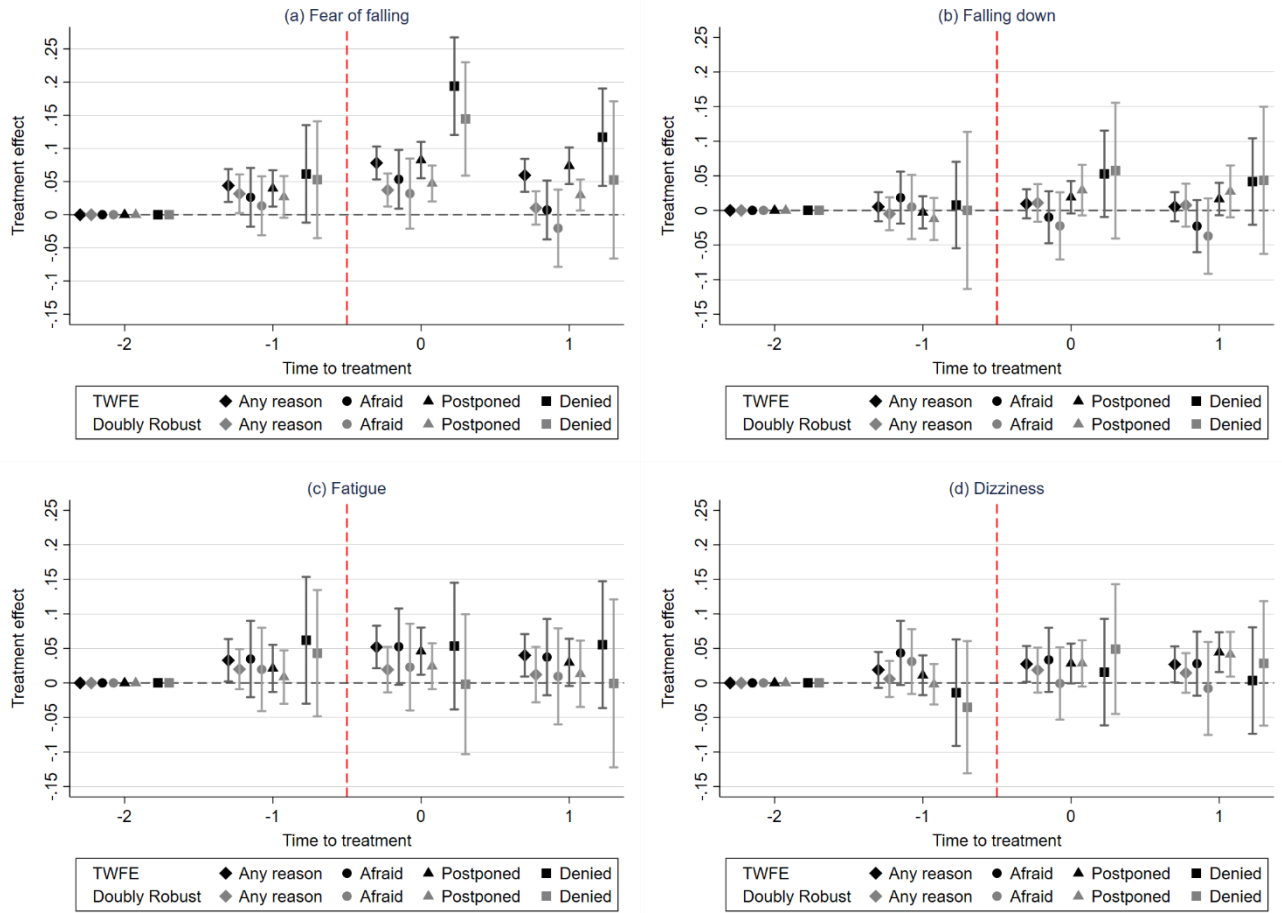 (a) Fear of falling
Treatment effect
.25
.2
.15
.1
.05
0
-.05
-.1
-.15
-2 -1 0 1
Time to treatment
TWFE Any reason Afraid Postponed Denied
Doubly Robust Any reason Afraid Postponed Denied
(b) Falling down
Treatment effect
.25
.2
.15
.1
.05
0
-.05
-.1
-.15
-2 -1 0 1
Time to treatment
TWFE Any reason Afraid Postponed Denied
Doubly Robust Any reason Afraid Postponed Denied
(c) Fatigue
Treatment effect
.25
.2
.15
.1
.05
0
-.05
-.1
-.15
-2 -1 0 1
Time to treatment
TWFE Any reason Afraid Postponed Denied
Doubly Robust Any reason Afraid Postponed Denied
(d) Dizziness
Treatment effect
.25
.2
.15
.1
.05
0
-.05
-.1
-.15
-2 -1 0 1
Time to treatment
TWFE Any reason Afraid Postponed Denied
Doubly Robust Any reason Afraid Postponed Denied